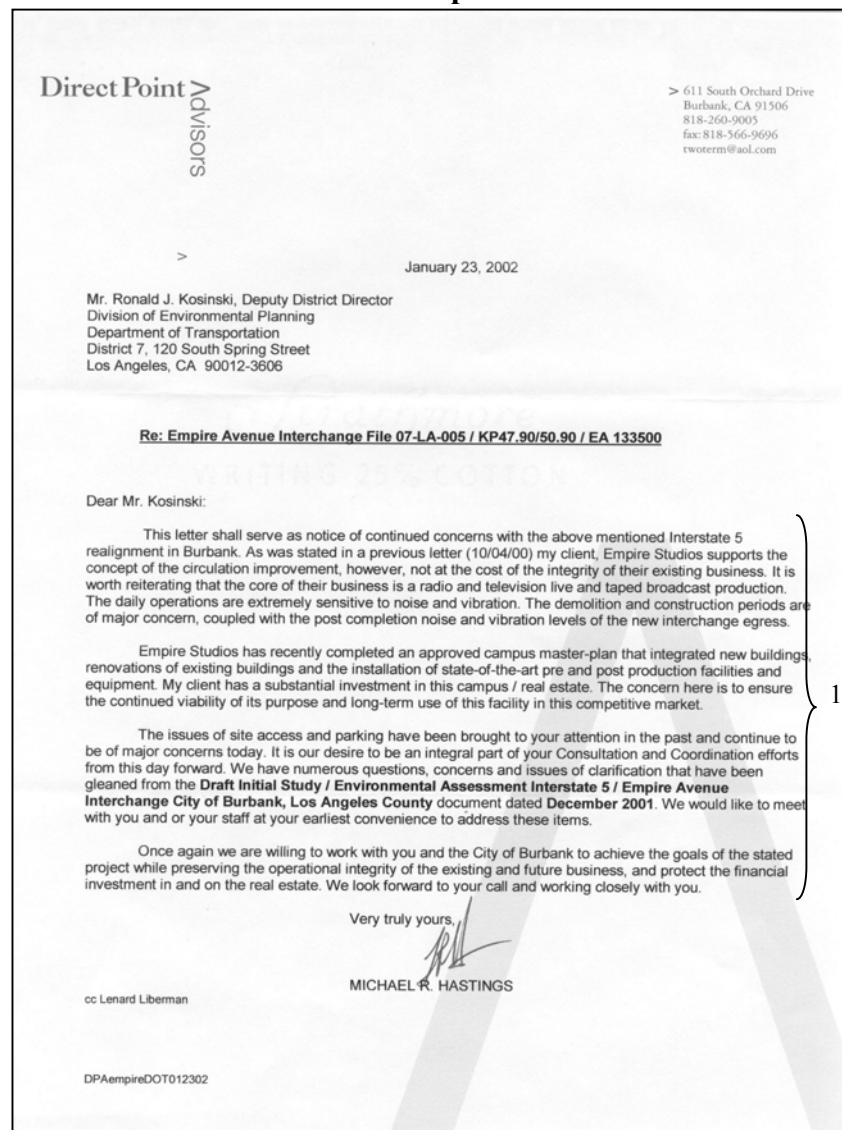 Direct Point
Advisors
>
> 611 South Orchard Drive
Burbank, CA 91506
818-260-9005
fax: 818-566-9696
twoterm@aol.com
January 23, 2002
Mr. Ronald J. Kosinski, Deputy District Director
Division of Environmental Planning
Department of Transportation
District 7, 120 South Spring Street
Los Angeles, CA 90012-3606
Re: Empire Avenue Interchange File 07-LA-005 / KP47.90/50.90 / EA 133500
WRITING 25% COTTON
Dear Mr. Kosinski:
This letter shall serve as notice of continued concerns with the above mentioned Interstate 5
realignment in Burbank. As was stated in a previous letter (10/04/00) my client, Empire Studios supports the
concept of the circulation improvement, however, not at the cost of the integrity of their existing business. It is
worth reiterating that the core of their business is a radio and television live and taped broadcast production.
The daily operations are extremely sensitive to noise and vibration. The demolition and construction periods are
of major concern, coupled with the post completion noise and vibration levels of the new interchange egress.
Empire Studios has recently completed an approved campus master-plan that integrated new buildings,
renovations of existing buildings and the installation of state-of-the-art pre and post production facilities and
equipment. My client has a substantial investment in this campus / real estate. The concern here is to ensure
the continued viability of its purpose and long-term use of this facility in this competitive market.
1
The issues of site access and parking have been brought to your attention in the past and continue to
be of major concerns today. It is our desire to be an integral part of your Consultation and Coordination efforts
from this day forward. We have numerous questions, concerns and issues of clarification that have been
gleaned from the Draft Initial Study / Environmental Assessment Interstate 5 / Empire Avenue
Interchange City of Burbank, Los Angeles County document dated December 2001. We would like to meet
with you and or your staff at your earliest convenience to address these items.
Once again we are willing to work with you and the City of Burbank to achieve the goals of the stated
project while preserving the operational integrity of the existing and future business, and protect the financial
investment in and on the real estate. We look forward to your call and working closely with you.
Very truly yours,
MICHAEL R. HASTINGS
cc Lenard Liberman
DPAempireDOT012302